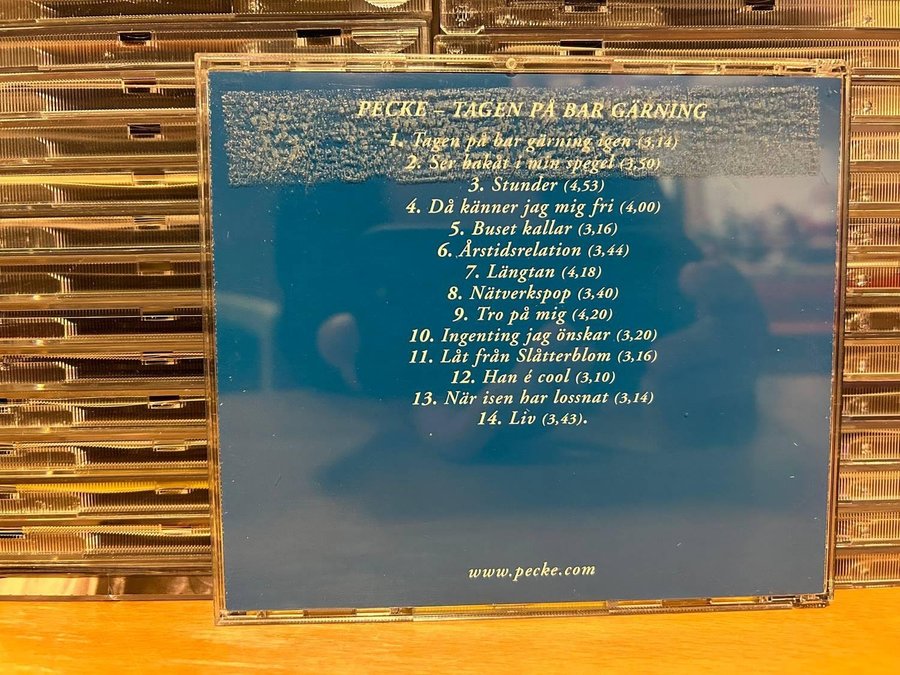 PECKE – TAGEN PÅ BAR GÄRNING
1. Tagen på bar gärning igen (3,14)
2. Ser bakåt i min spegel (3,50)
3. Stunder (4,53)
4. Då känner jag mig fri (4,00)
5. Buset kallar (3,16)
6. Årstidsrelation (3,44)
7. Längtan (4,18)
8. Nätverkspop (3,40)
9. Tro på mig (4,20)
10. Ingenting jag önskar (3,20)
11. Låt från Slåtterblom (3,16)
12. Han é cool (3,10)
13. När isen har lossnat (3,14)
14. Liv (3,43).
www.pecke.com